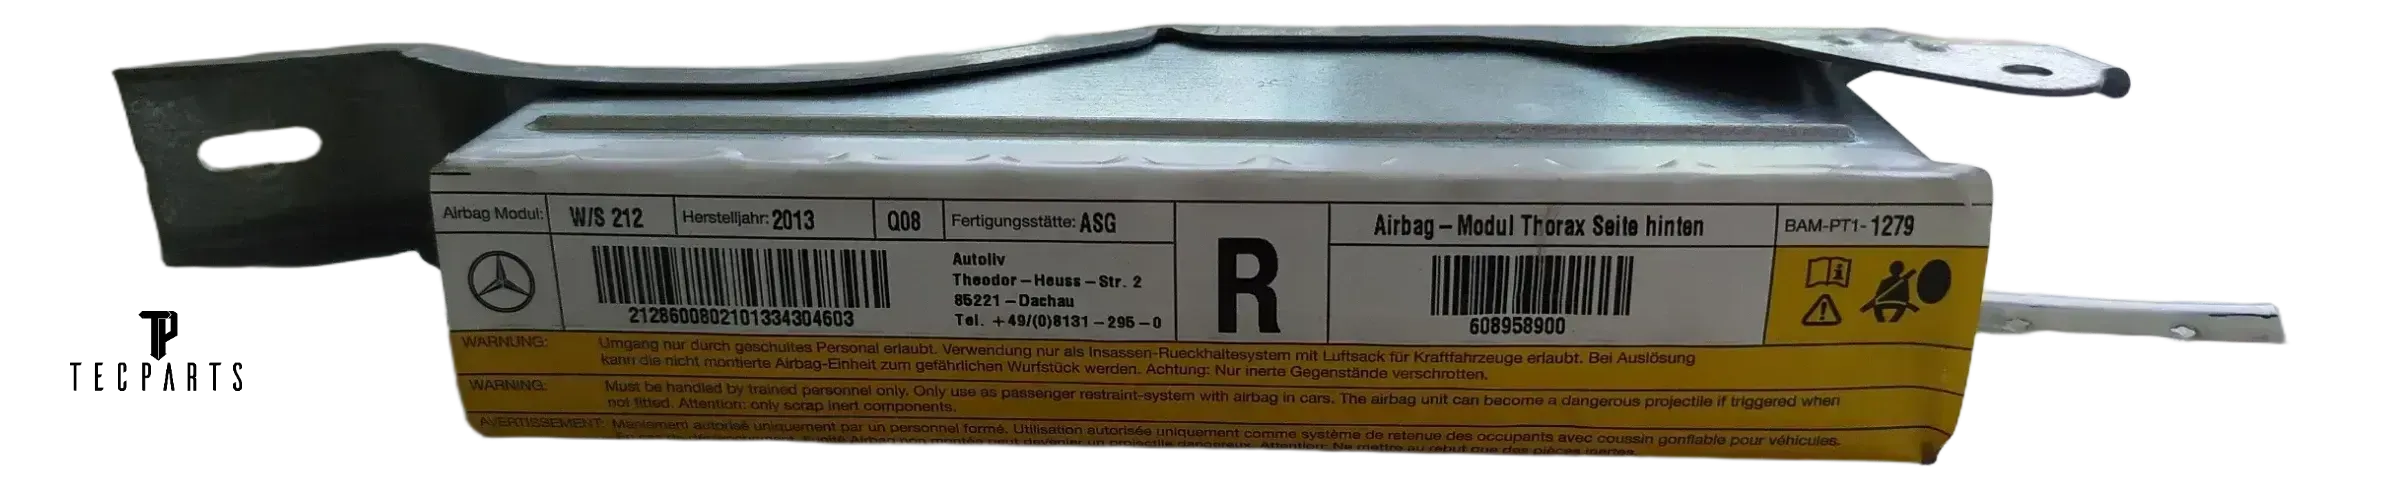 Airbag Modul: W/S 212 Herstelljahr: 2013 Q08 Fertigungsstätte: ASG
2128600802101334304603
Autoliv
Theodor-Heuss-Str. 2
85221-Dachau
Tel. +49/(0)8131-295-0
R
Airbag-Modul Thorax Seite hinten
608958900
BAM-PT1-1279
WARNUNG: Umgang nur durch geschultes Personal erlaubt. Verwendung nur als Insassen-Rueckhaltesystem mit Luftsack für Kraftfahrzeuge erlaubt. Bei Auslösung
kann die nicht montierte Airbag-Einheit zum gefährlichen Wurfstück werden. Achtung: Nur inerte Gegenstände verschrotten.
WARNING: Must be handled by trained personnel only. Only use as passenger restraint-system with airbag in cars. The airbag unit can become a dangerous projectile if triggered when
not fitted. Attention: only scrap inert components.
AVERTISSEMENT: Maniement autorisé uniquement par un personnel formé. Utilisation autorisée uniquement comme système de retenue des occupants avec coussin gonflable pour véhicules.
TP
TECPARTS